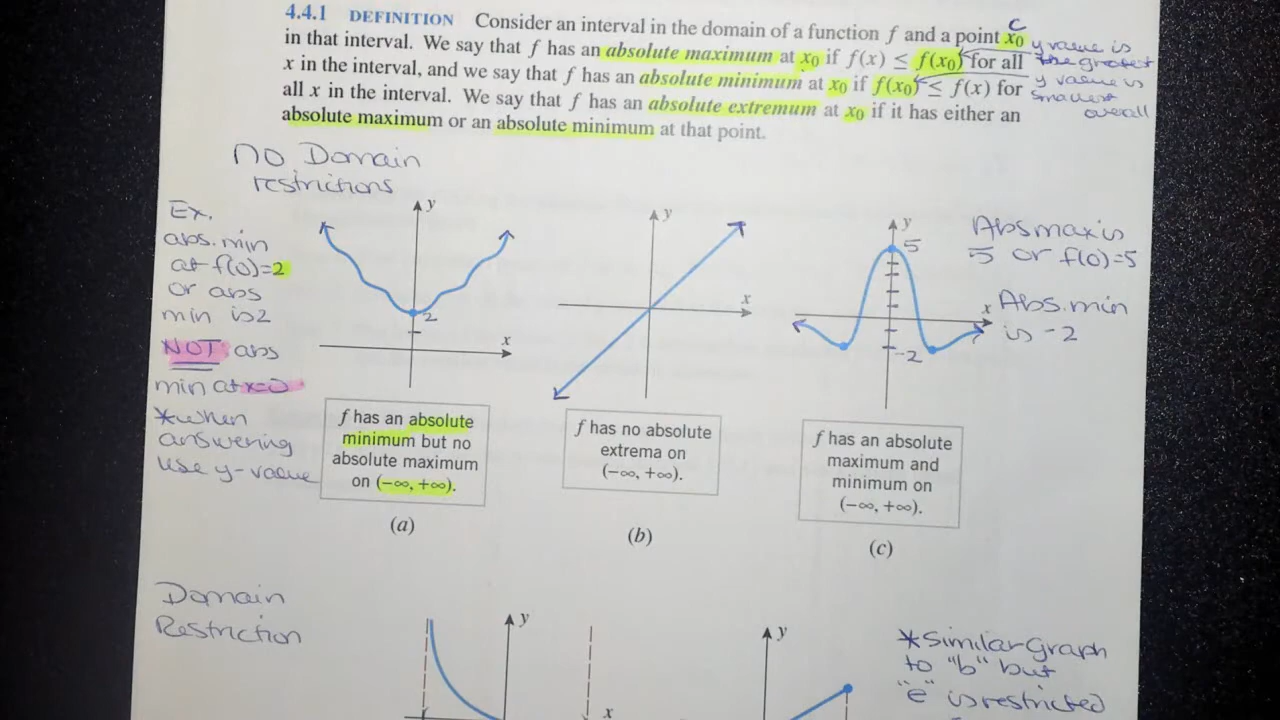 C
4.4.1 DEFINITION Consider an interval in the domain of a function f and a point x₀
in that interval. We say that f has an absolute maximum at x₀ if f(x) ≤ f(x₀) for all
x in the interval, and we say that f has an absolute minimum at x₀ if f(x₀) ≤ f(x) for
all x in the interval. We say that f has an absolute extremum at x₀ if it has either an
absolute maximum or an absolute minimum at that point.
y value is
the greatest
y value is
smallest
overall
no Domain
restrictions
Ex.
abs. min
at f(0)=2
or abs
min is 2
NOT abs
min at x=0
*when
answering
use y-value
y
2
x
f has an absolute
minimum but no
absolute maximum
on (−∞, +∞).
(a)
y
x
f has no absolute
extrema on
(−∞, +∞).
(b)
y
5
x
-2
f has an absolute
maximum and
minimum on
(−∞, +∞).
(c)
Abs max is
5 or f(0)=5
Abs. min
is -2
Domain
Restriction
y
x
y
*Similar graph
to "b" but
"e" is restricted